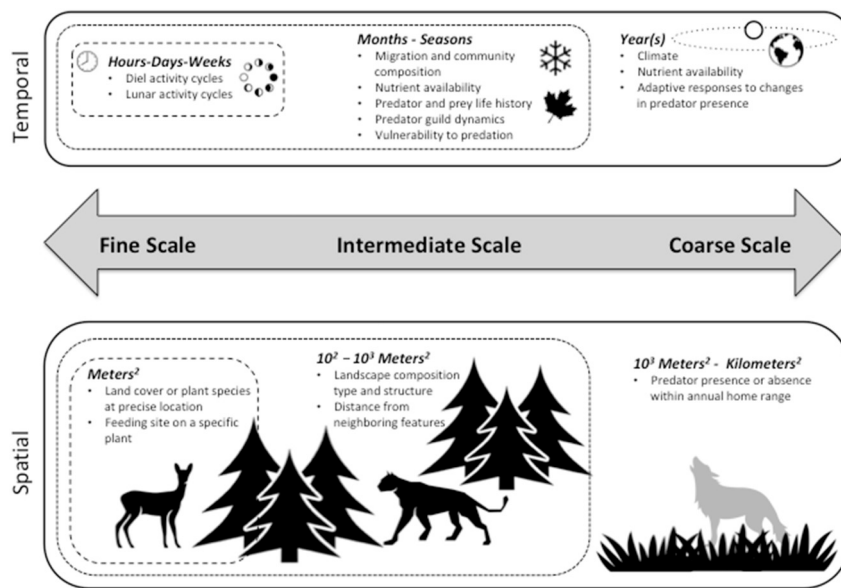 Temporal
Hours-Days-Weeks
• Diel activity cycles
• Lunar activity cycles
Months - Seasons
• Migration and community
composition
• Nutrient availability
• Predator and prey life history
• Predator guild dynamics
• Vulnerability to predation
Year(s)
• Climate
• Nutrient availability
• Adaptive responses to changes
in predator presence
Fine Scale
Intermediate Scale
Coarse Scale
Spatial
Meters²
• Land cover or plant species
at precise location
• Feeding site on a specific
plant
10² – 10³ Meters²
• Landscape composition
type and structure
• Distance from
neighboring features
10³ Meters² - Kilometers²
• Predator presence or absence
within annual home range